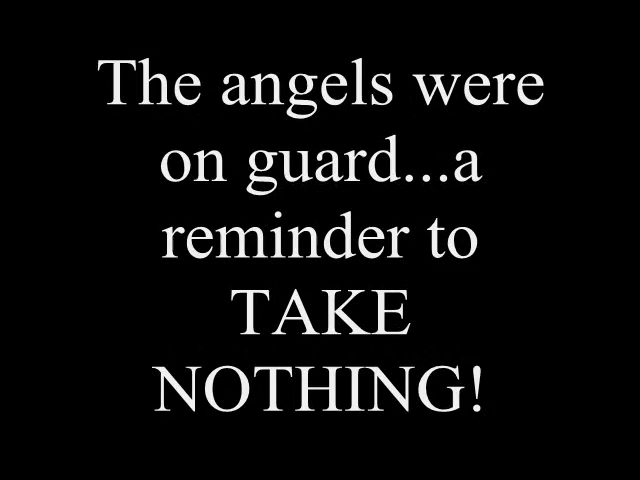 The angels were
on guard...a
reminder to
TAKE
NOTHING!